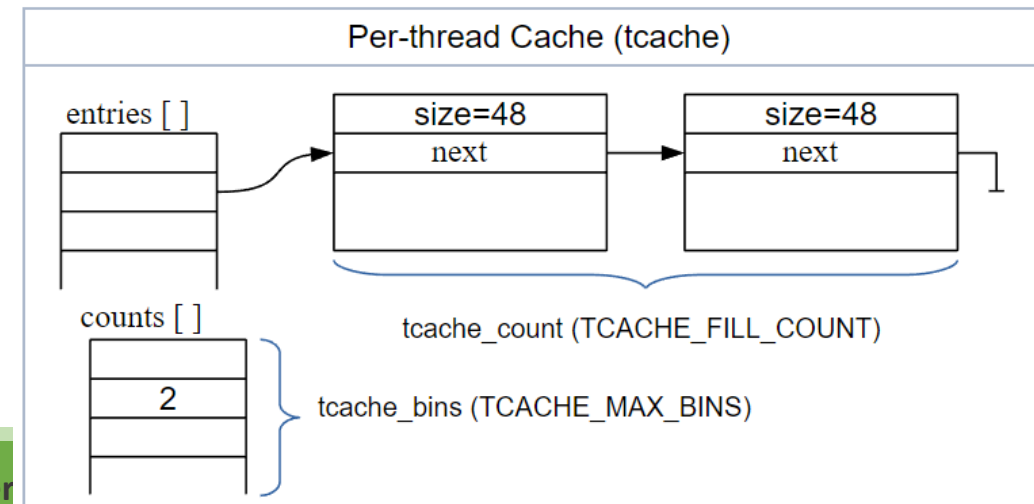 Per-thread Cache (tcache)
entries [ ]
size=48
next
size=48
next
counts [ ]
2
tcache_count (TCACHE_FILL_COUNT)
tcache_bins (TCACHE_MAX_BINS)